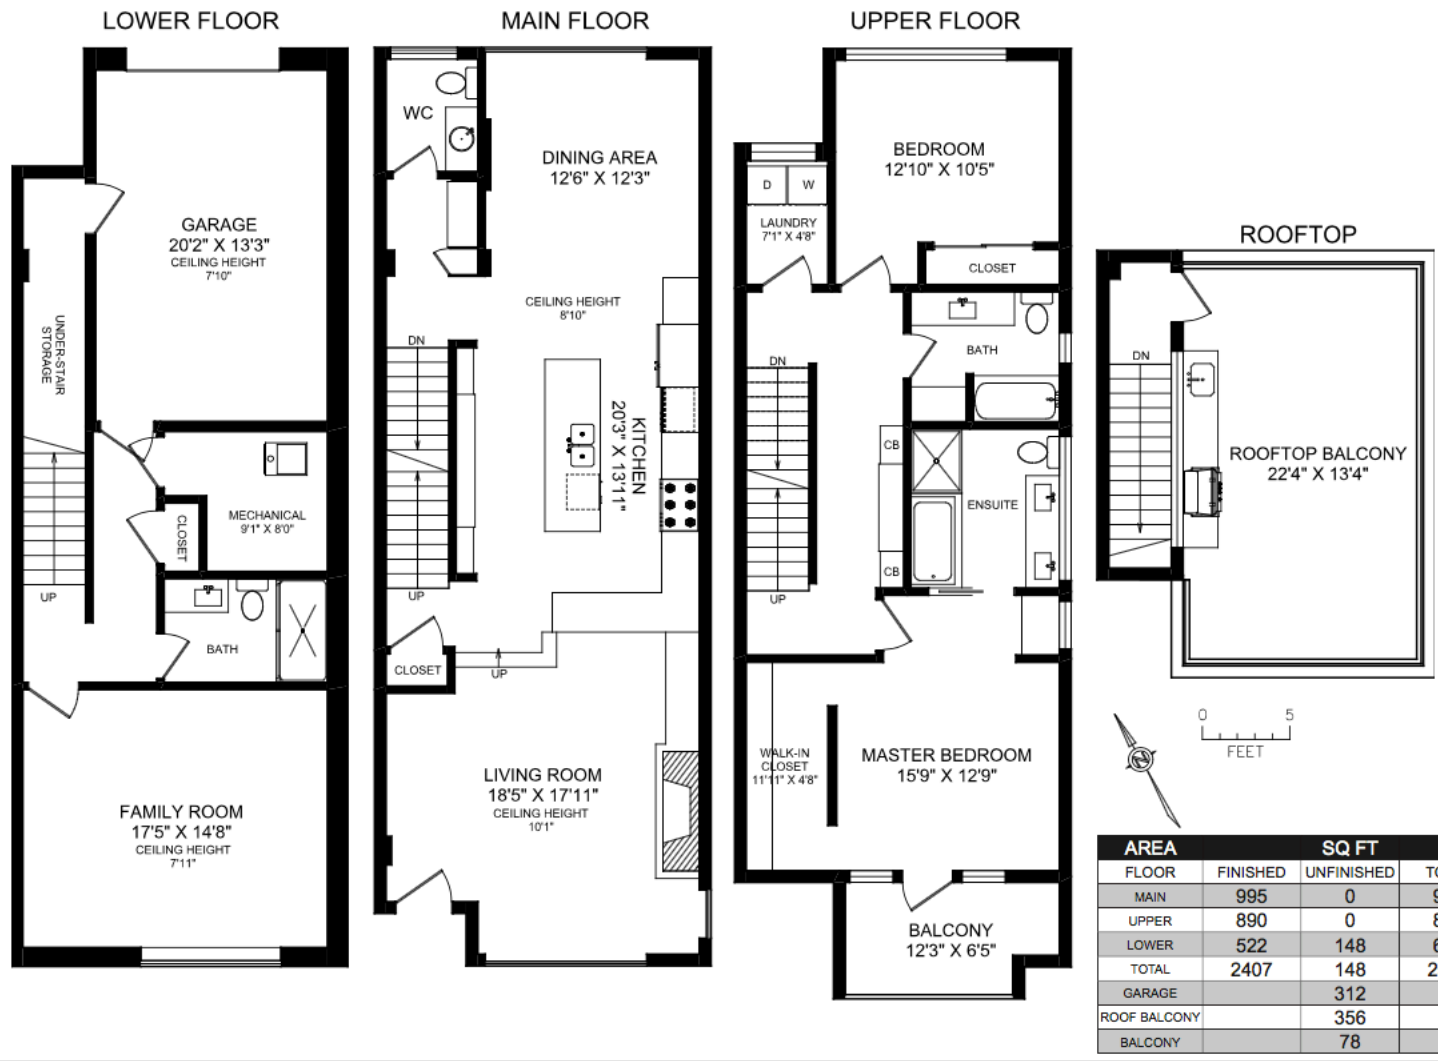 LOWER FLOOR
GARAGE
20'2" X 13'3"
CEILING HEIGHT
7'10"
UNDER-STAIR
STORAGE
MECHANICAL
9'1" X 8'0"
CLOSET
UP
BATH
FAMILY ROOM
17'5" X 14'8"
CEILING HEIGHT
7'11"
MAIN FLOOR
WC
DINING AREA
12'6" X 12'3"
CEILING HEIGHT
8'10"
DN
KITCHEN
20'3" X 13'11"
UP
CLOSET
UP
LIVING ROOM
18'5" X 17'11"
CEILING HEIGHT
10'1"
UPPER FLOOR
BEDROOM
12'10" X 10'5"
D W
LAUNDRY
7'1" X 4'8"
CLOSET
BATH
DN
CB
ENSUITE
CB
UP
WALK-IN
CLOSET
11'11" X 4'8"
MASTER BEDROOM
15'9" X 12'9"
BALCONY
12'3" X 6'5"
ROOFTOP
DN
ROOFTOP BALCONY
22'4" X 13'4"
0 5
FEET
N
AREA SQ FT
FLOOR FINISHED UNFINISHED
MAIN 995 0
UPPER 890 0
LOWER 522 148
TOTAL 2407 148
GARAGE 312
ROOF BALCONY 356
BALCONY 78